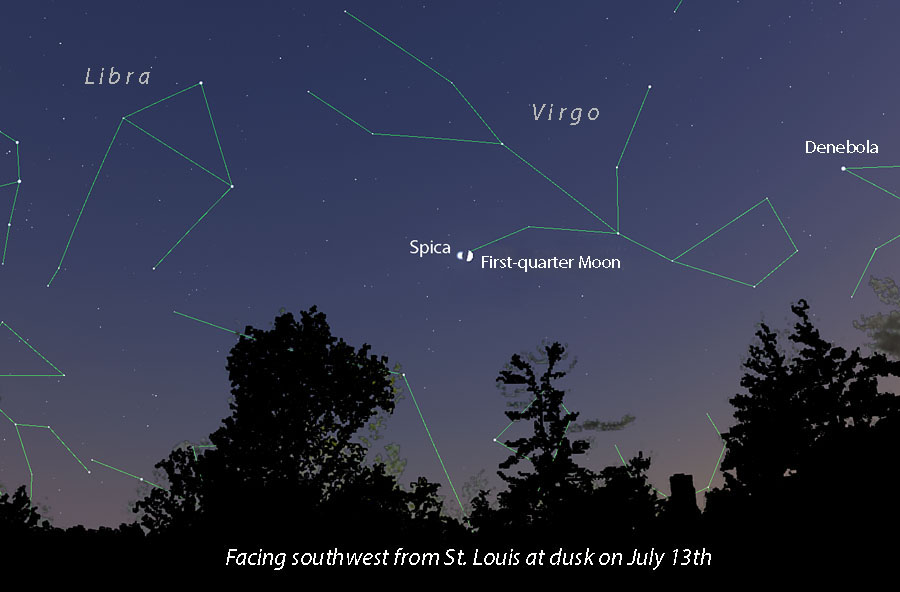 Libra
Virgo
Denebola
Spica
First-quarter Moon
Facing southwest from St. Louis at dusk on July 13th